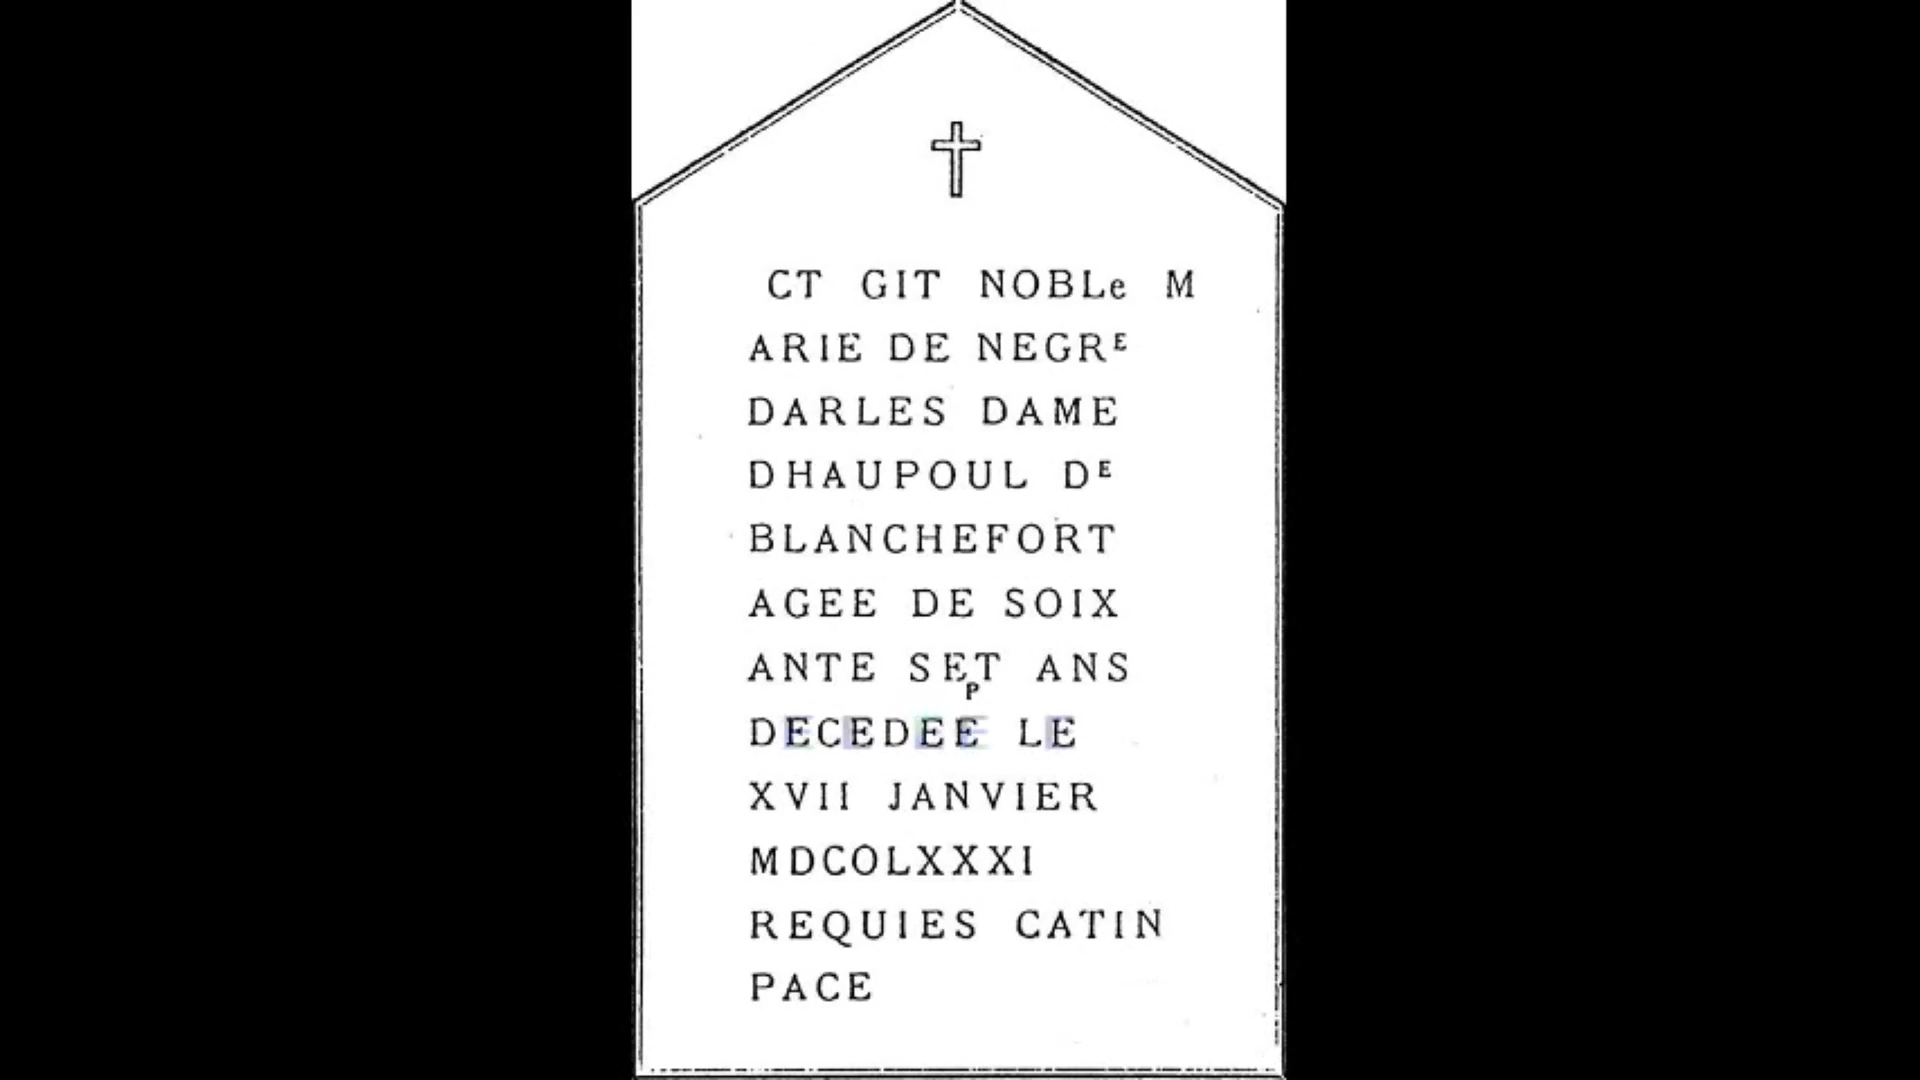 CT GIT NOBLe M
ARIE DE NEGRE
DARLES DAME
DHAUPOUL DE
BLANCHEFORT
AGEE DE SOIX
ANTE SEPT ANS
DECEDEE LE
XVII JANVIER
MDCOLXXXI
REQUIES CATIN
PACE